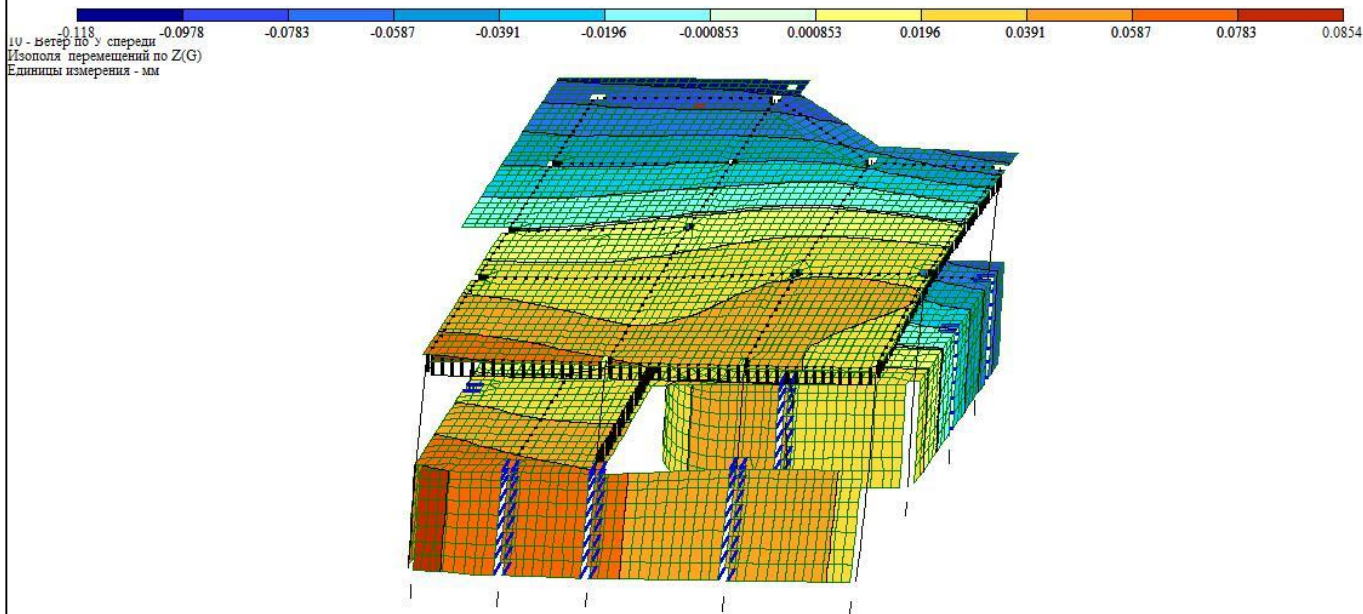 -0.118 -0.0978 -0.0783 -0.0587 -0.0391 -0.0196 -0.000853 0.000853 0.0196 0.0391 0.0587 0.0783 0.0854
10 - Ветер по У спереди
Изополя перемещений по Z(G)
Единицы измерения - мм